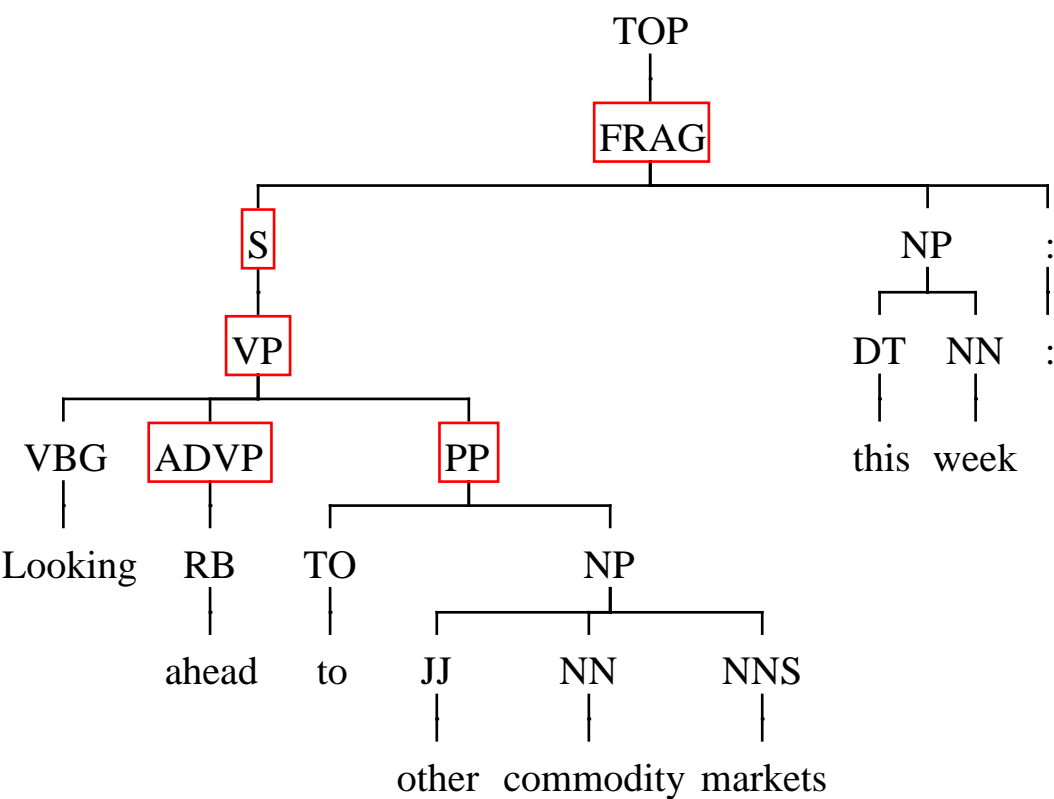 TOP
FRAG
S NP :
VP DT NN :
VBG ADVP PP this week
Looking RB TO NP
ahead to JJ NN NNS
other commodity markets